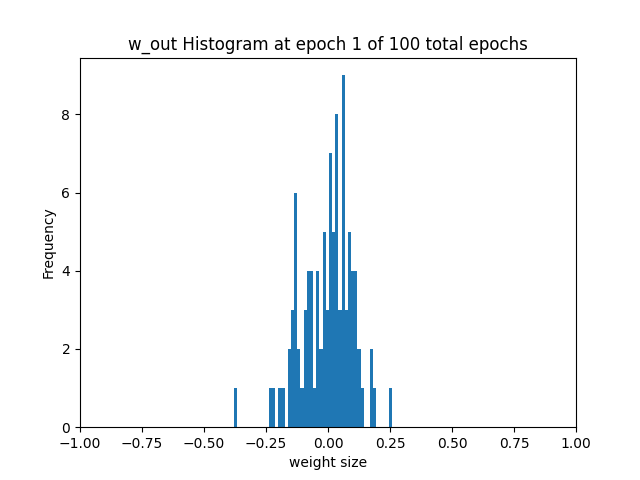 w_out Histogram at epoch 1 of 100 total epochs
Frequency
8
6
4
2
0
−1.00 −0.75 −0.50 −0.25 0.00 0.25 0.50 0.75 1.00
weight size